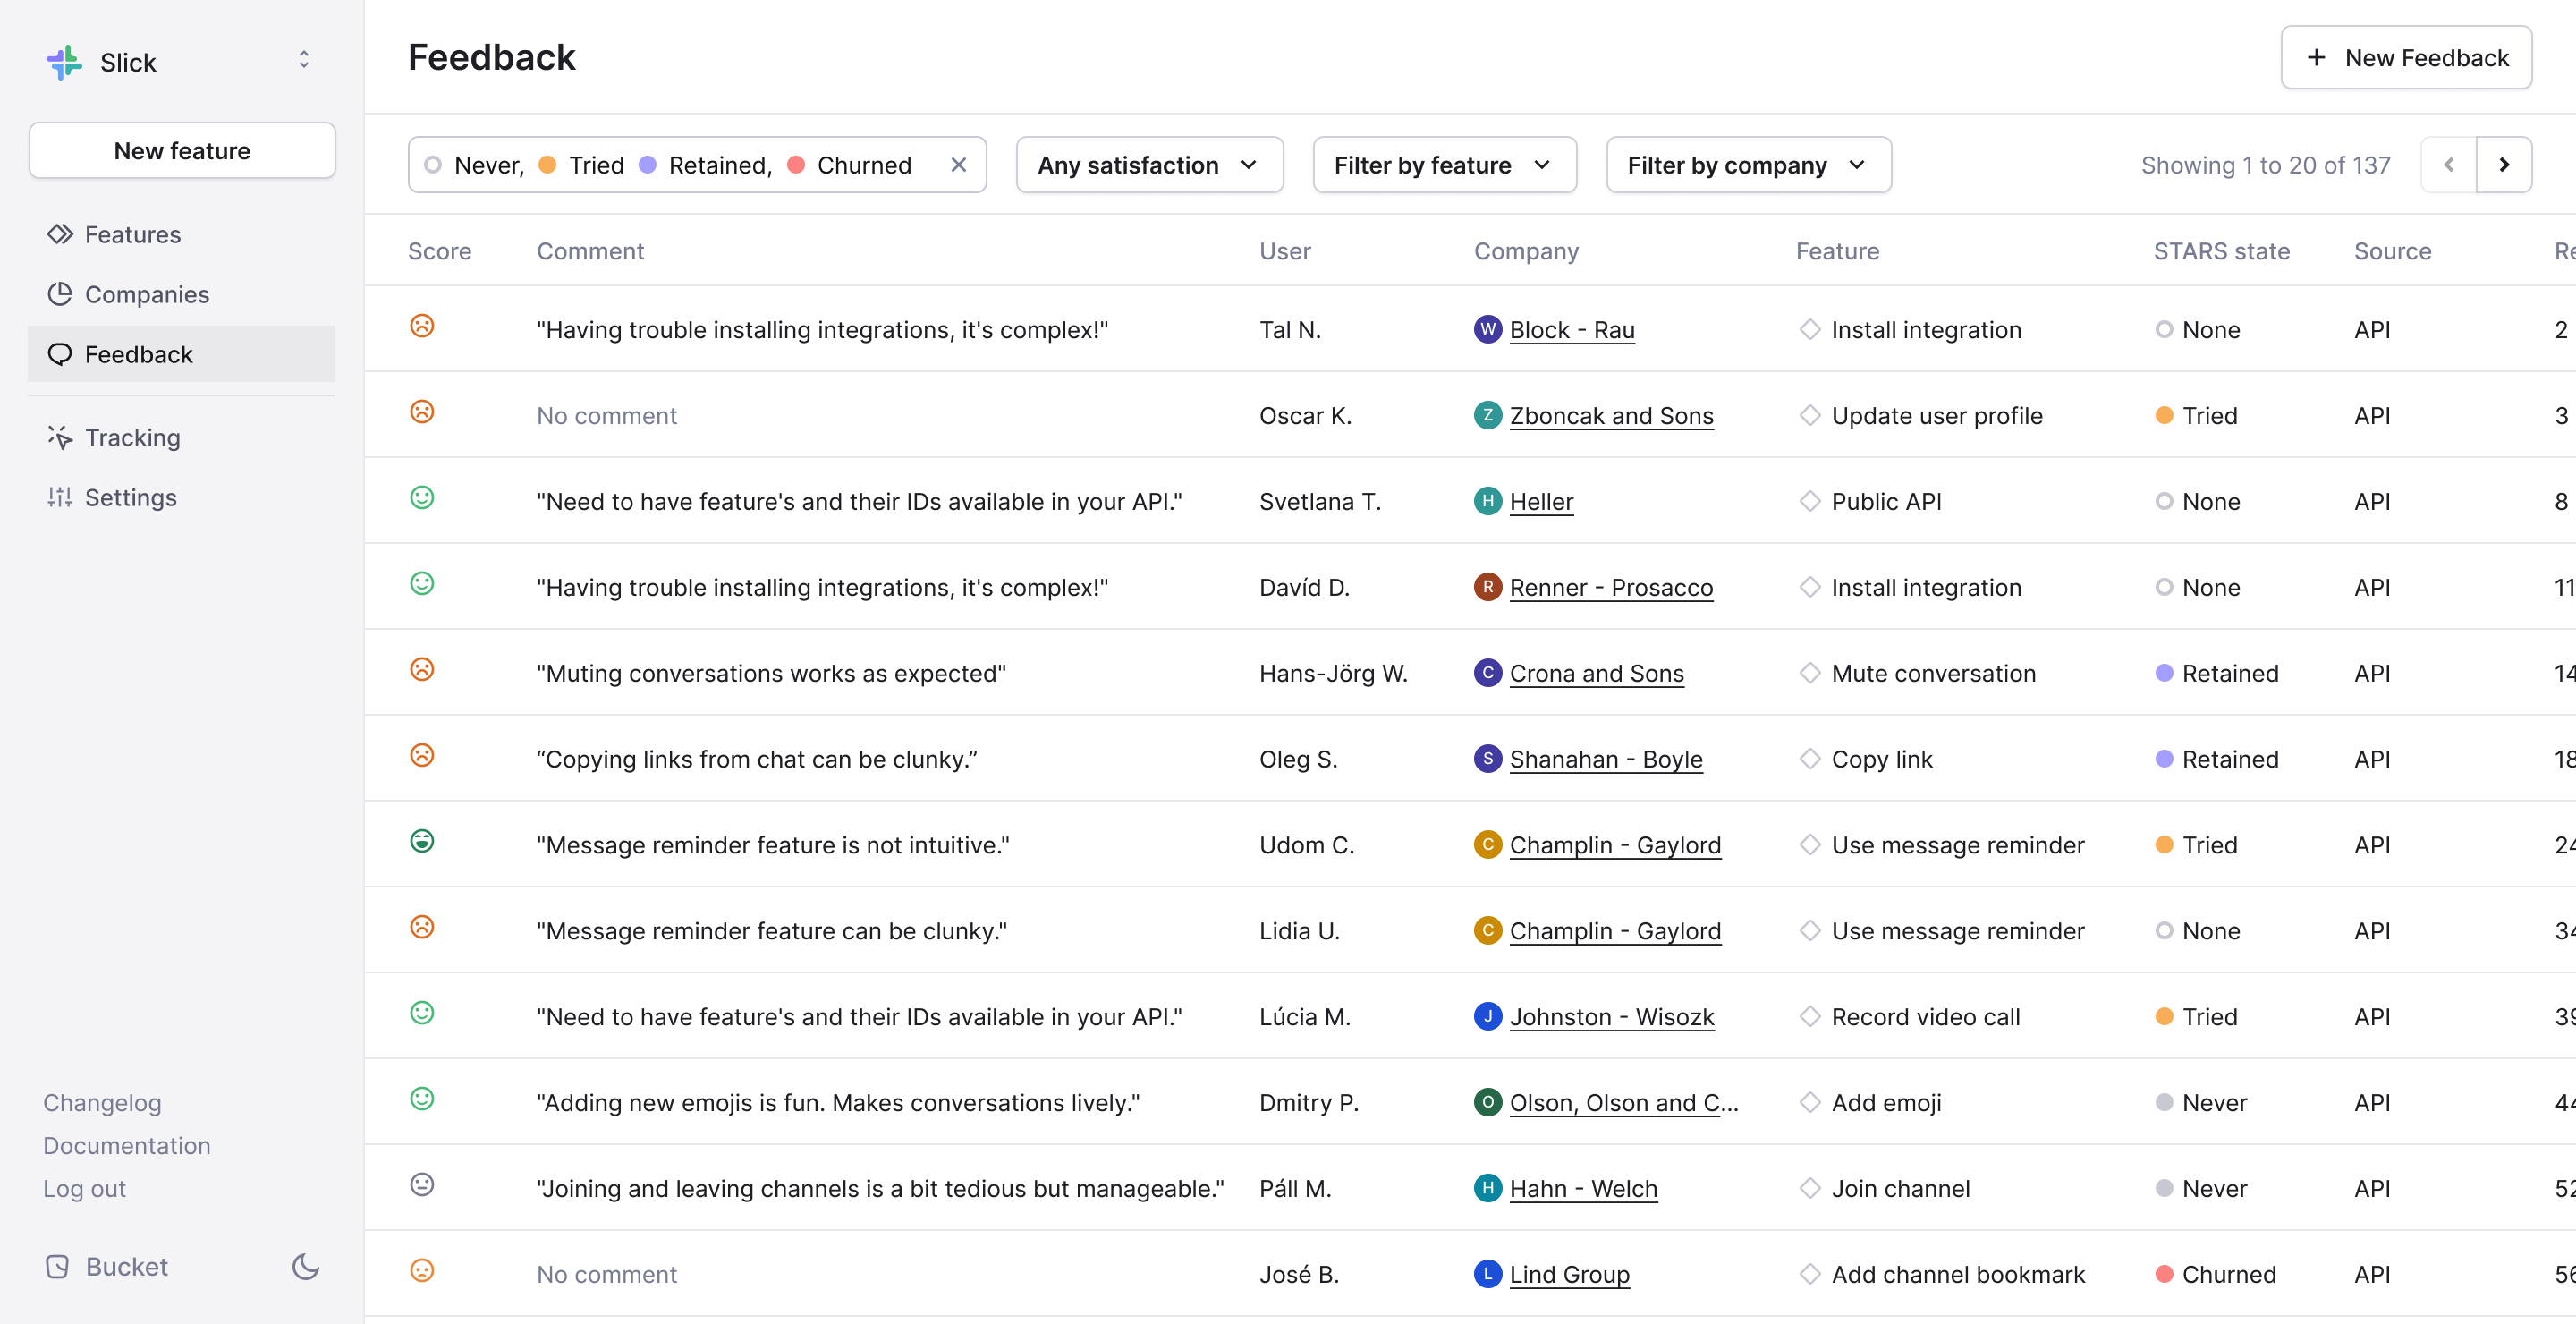 Slick
New feature
Features
Companies
Feedback
Tracking
Settings
Changelog
Documentation
Log out
Bucket
Feedback
New Feedback
Never, Tried Retained, Churned
Any satisfaction
Filter by feature
Filter by company
Showing 1 to 20 of 137
Score Comment User Company Feature STARS state Source
"Having trouble installing integrations, it's complex!" Tal N. W Block - Rau Install integration None API 2
No comment Oscar K. Z Zboncak and Sons Update user profile Tried API 3
"Need to have feature's and their IDs available in your API." Svetlana T. H Heller Public API None API 8
"Having trouble installing integrations, it's complex!" Davíd D. R Renner - Prosacco Install integration None API 11
"Muting conversations works as expected" Hans-Jörg W. C Crona and Sons Mute conversation Retained API 14
“Copying links from chat can be clunky.” Oleg S. S Shanahan - Boyle Copy link Retained API 18
"Message reminder feature is not intuitive." Udom C. C Champlin - Gaylord Use message reminder Tried API 24
"Message reminder feature can be clunky." Lidia U. C Champlin - Gaylord Use message reminder None API 34
"Need to have feature's and their IDs available in your API." Lúcia M. J Johnston - Wisozk Record video call Tried API 39
"Adding new emojis is fun. Makes conversations lively." Dmitry P. O Olson, Olson and C... Add emoji Never API 44
"Joining and leaving channels is a bit tedious but manageable." Páll M. H Hahn - Welch Join channel Never API 52
No comment José B. L Lind Group Add channel bookmark Churned API 56